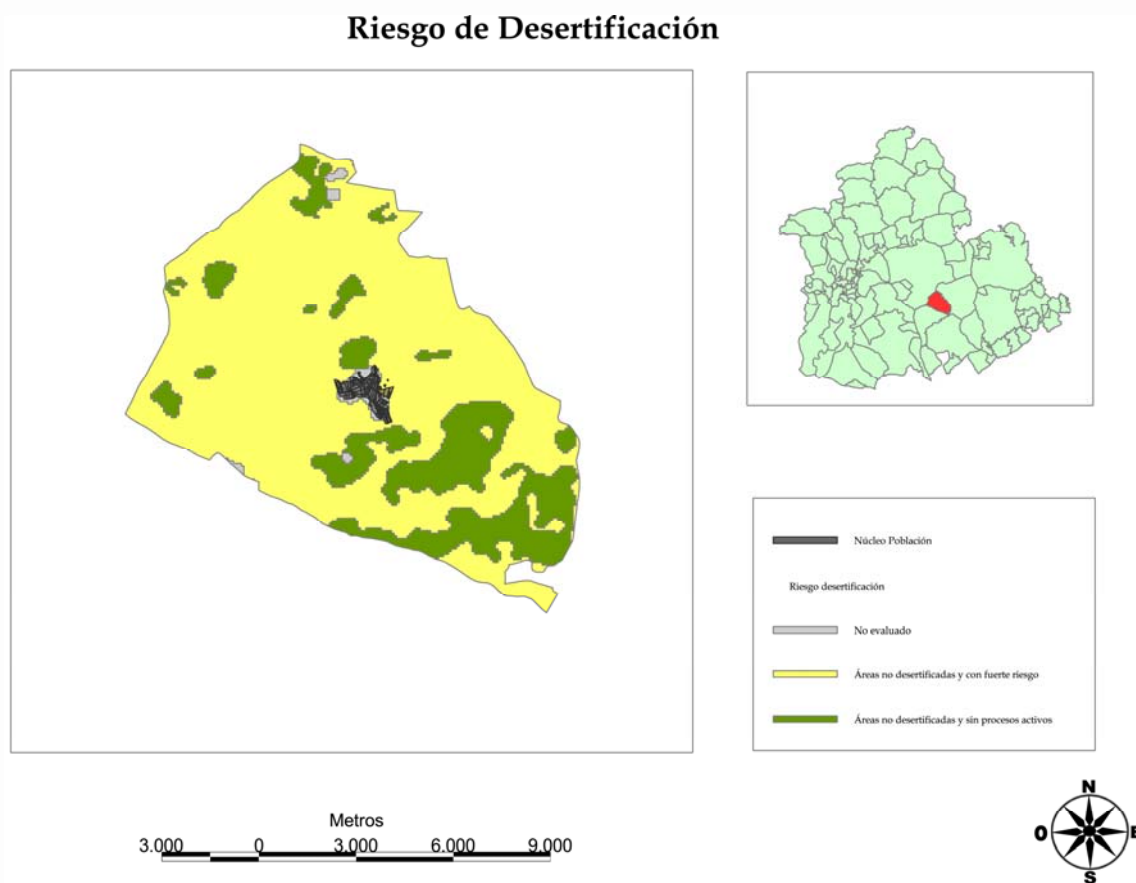 Riesgo de Desertificación
Núcleo Población
Riesgo desertificación
No evaluado
Áreas no desertificadas y con fuerte riesgo
Áreas no desertificadas y sin procesos activos
Metros
3.000 0 3.000 6.000 9.000
N
O E
S